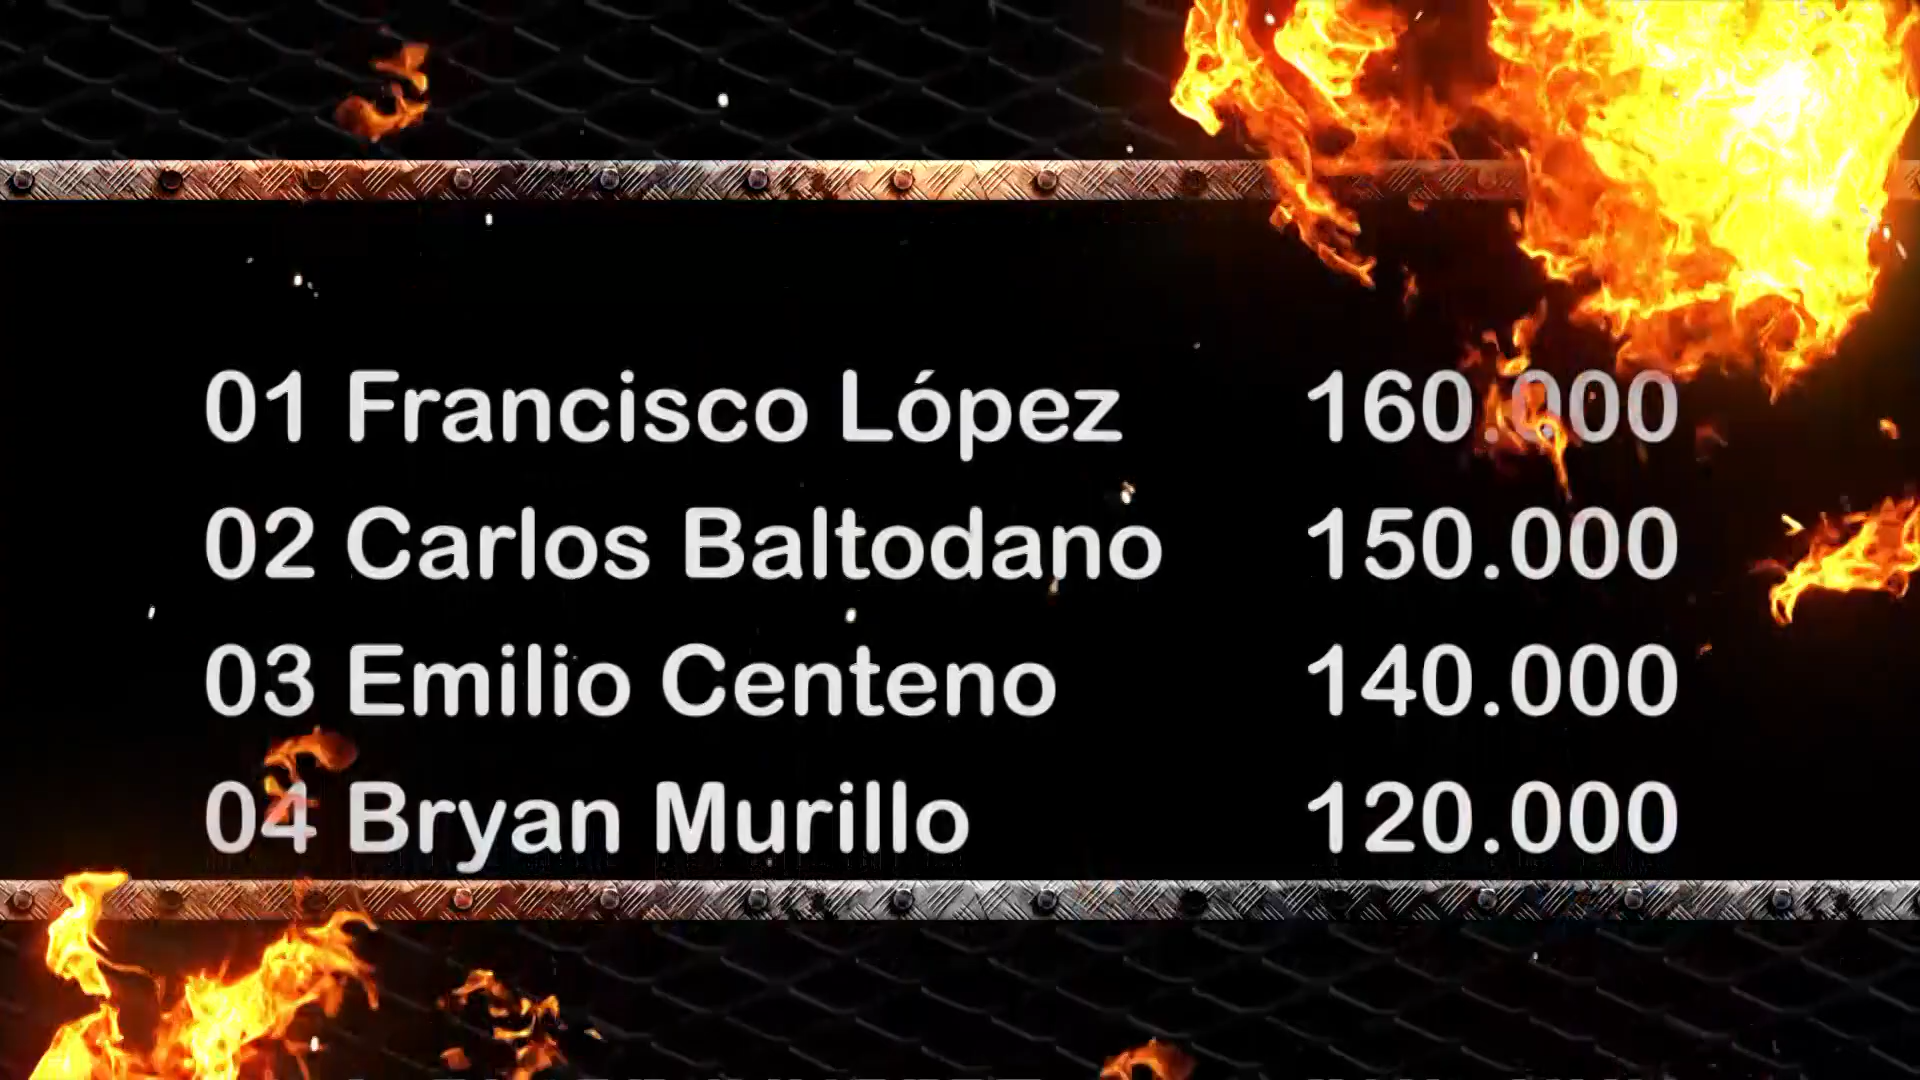 01 Francisco López 160.000
02 Carlos Baltodano 150.000
03 Emilio Centeno 140.000
04 Bryan Murillo 120.000